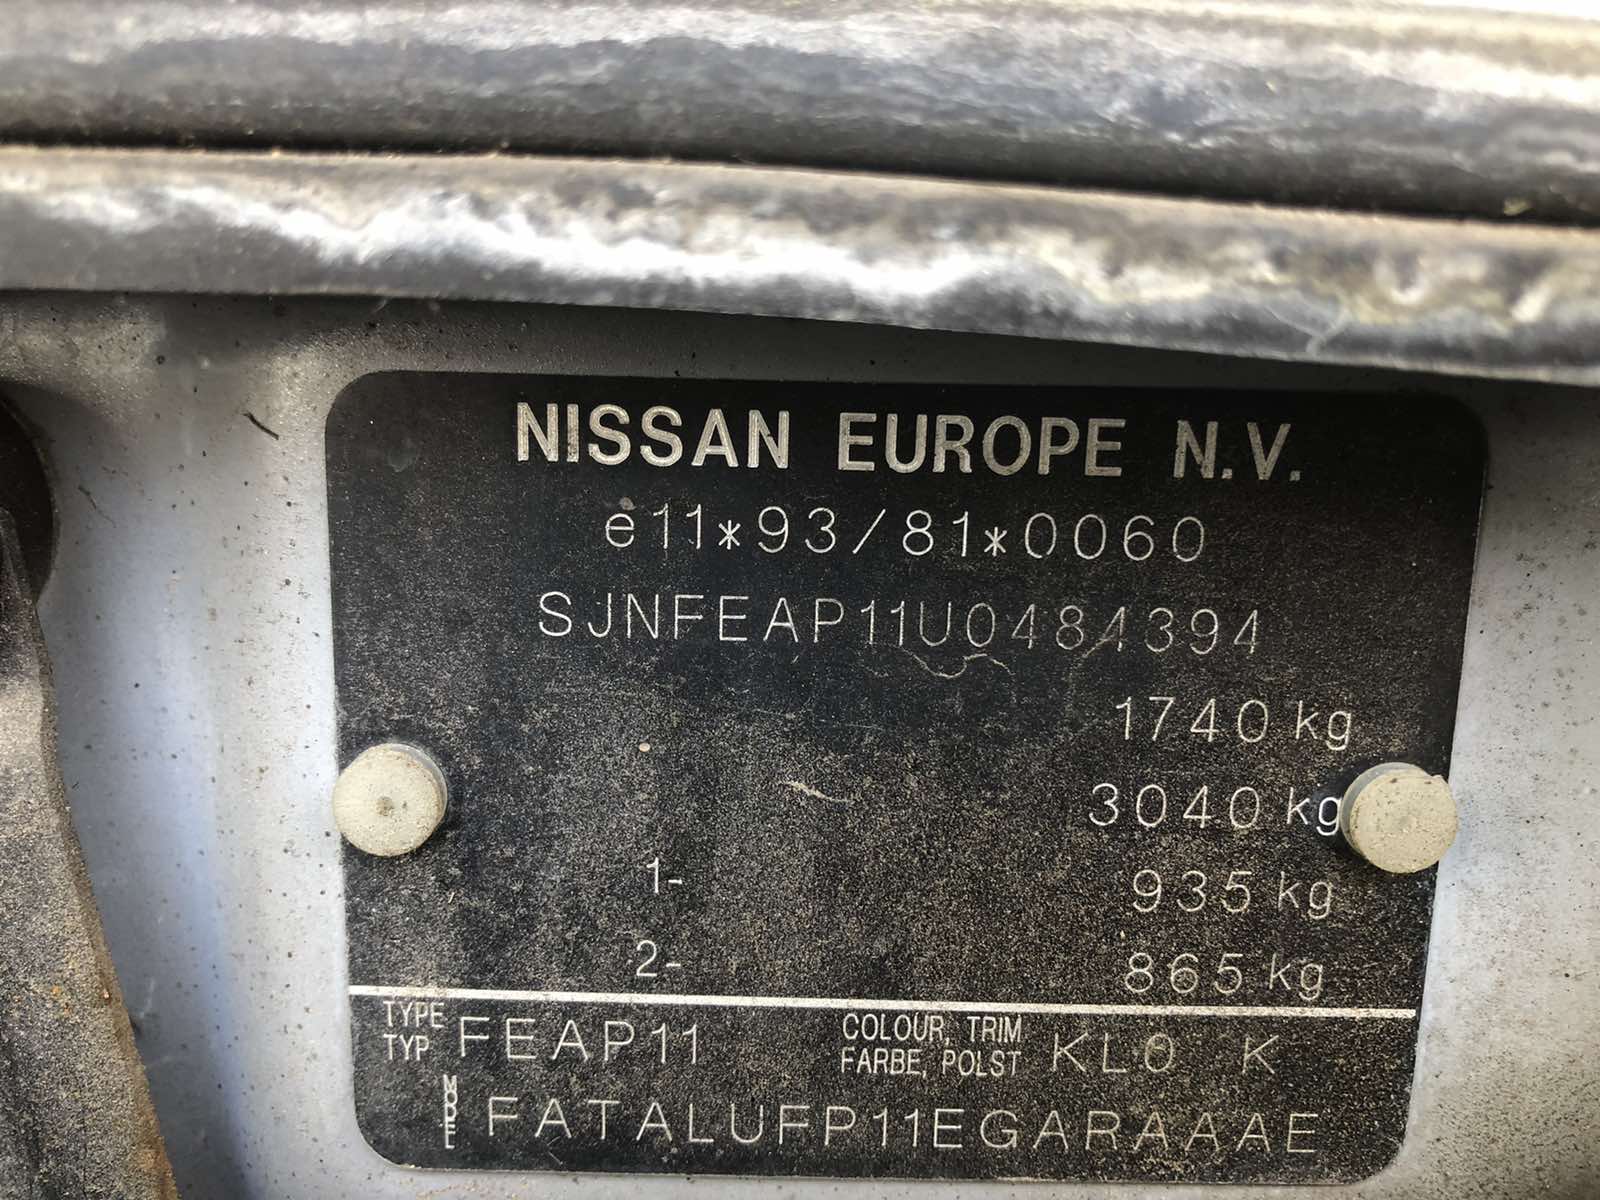 NISSAN EUROPE N.V.
e11*93/81*0060
SJNFEAP11U0484394
1740 kg
3040 kg
1- 935 kg
2- 865 kg
TYPE
TYP FEAP11
COLOUR, TRIM
FARBE, POLST KL0 K
MODELL FATALUFP11EGARAAAE